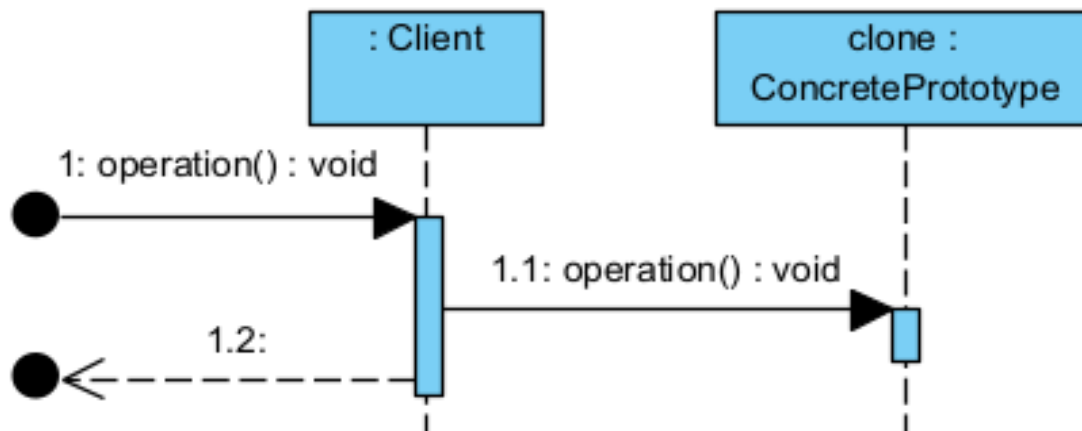 : Client
clone :
ConcretePrototype
1: operation() : void
1.1: operation() : void
1.2: